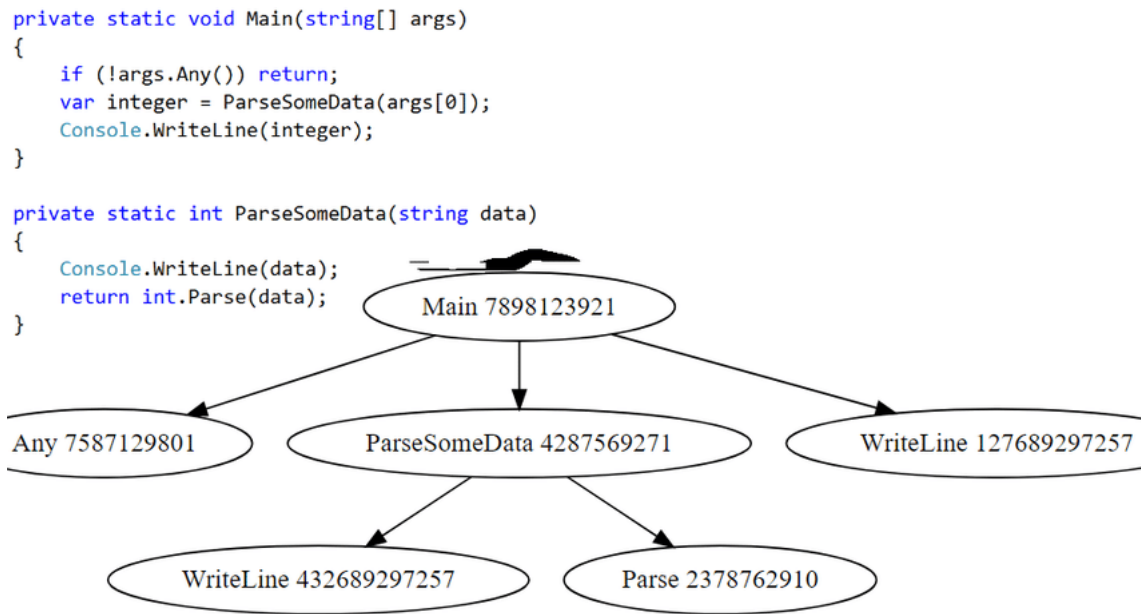 private static void Main(string[] args)
{
    if (!args.Any()) return;
    var integer = ParseSomeData(args[0]);
    Console.WriteLine(integer);
}
private static int ParseSomeData(string data)
{
    Console.WriteLine(data);
    return int.Parse(data);
}
Main 7898123921
Any 7587129801
ParseSomeData 4287569271
WriteLine 127689297257
WriteLine 432689297257
Parse 2378762910